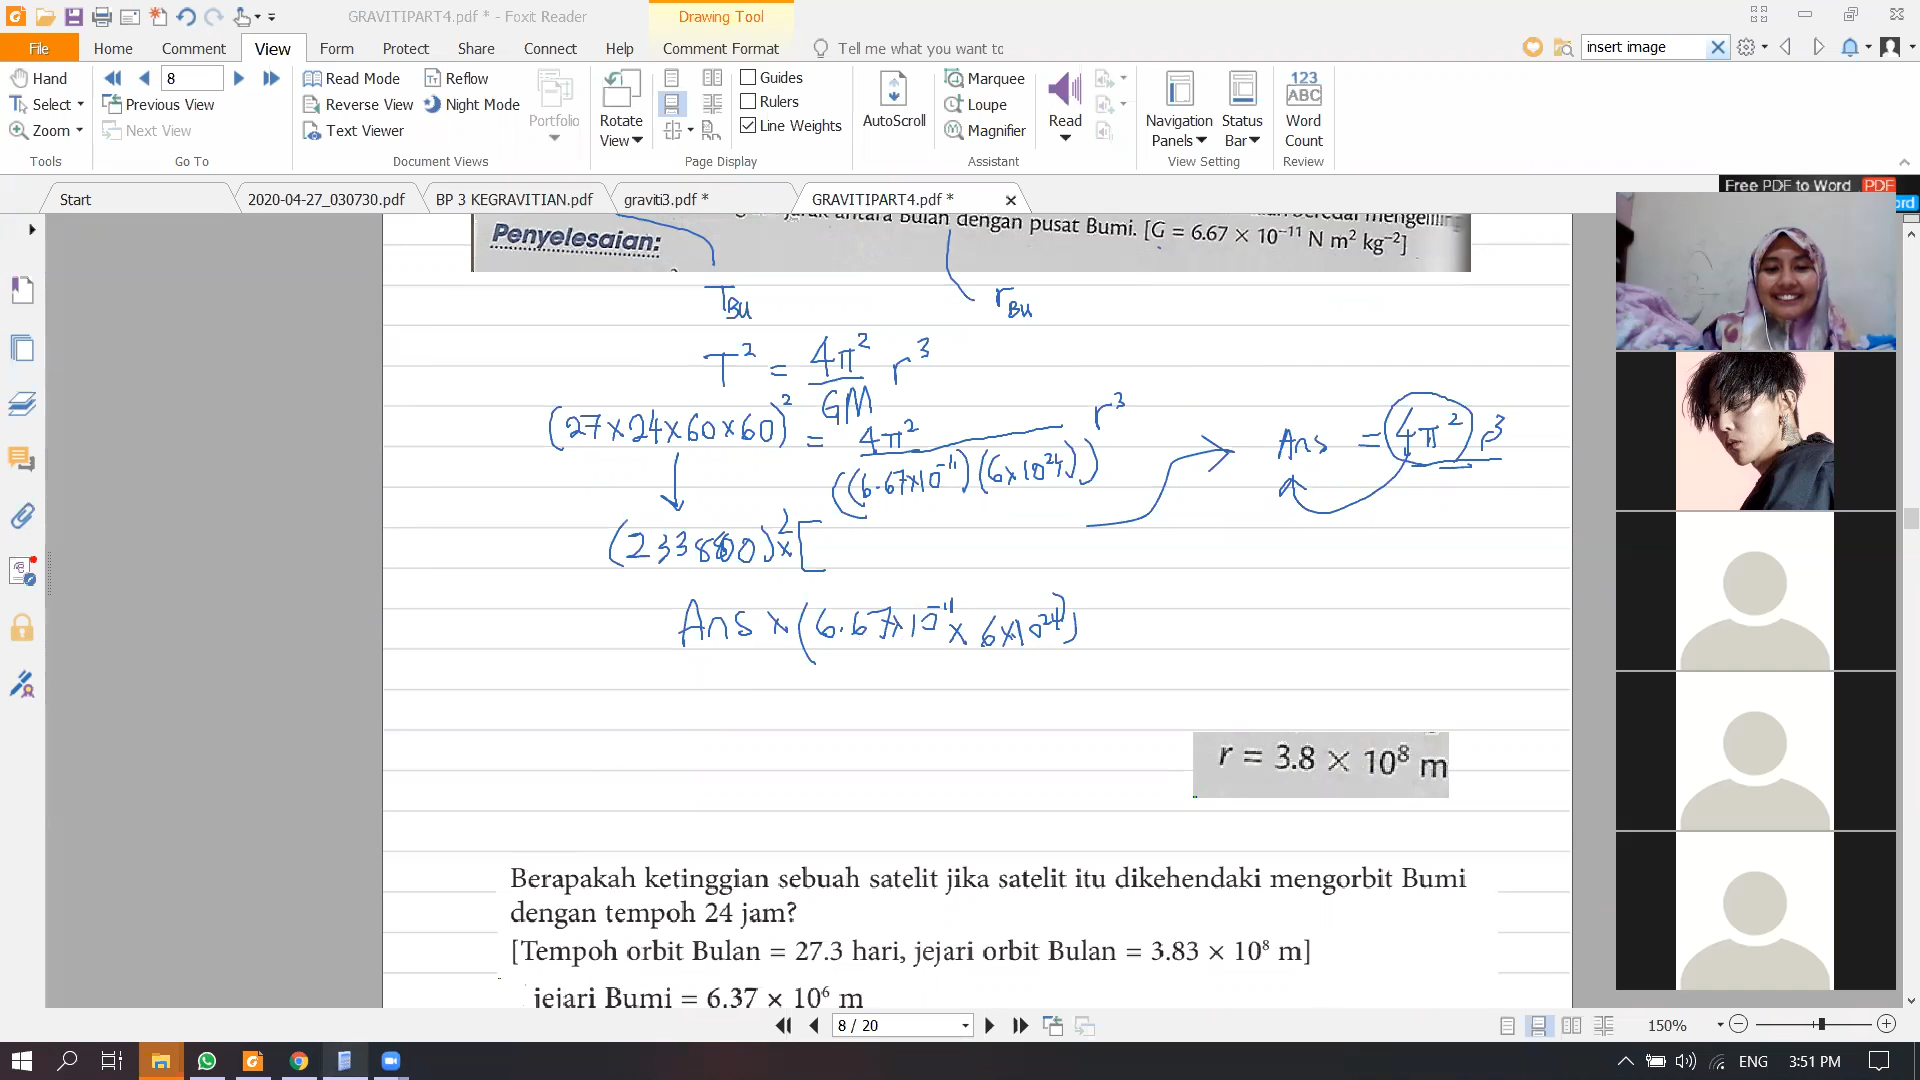 GRAVITIPART4.pdf * - Foxit Reader
Drawing Tool
File Home Comment View Form Protect Share Connect Help Comment Format Tell me what you want to insert image
Hand 8 Read Mode Reflow Guides Marquee
Select Previous View Reverse View Night Mode Rulers Loupe
Zoom Next View Text Viewer Portfolio Rotate View Line Weights AutoScroll Magnifier Read Navigation Panels Status Bar Word Count
123 ABC
Tools Go To Document Views Page Display Assistant View Setting Review
Start 2020-04-27_030730.pdf BP 3 KEGRAVITIAN.pdf graviti3.pdf * GRAVITIPART4.pdf *
Free PDF to Word PDF
jarak antara Bulan dengan pusat Bumi. [G = 6.67 × 10⁻¹¹ N m² kg⁻²]
Penyelesaian:
T_BU r_BU
T² = 4π²/GM r³
(27×24×60×60)² = 4π²/((6.67×10⁻¹¹)(6×10²⁴)) r³
Ans = 4π² r³
(2338800)² × [
Ans × (6.67×10⁻¹¹ × 6×10²⁴)
r = 3.8 × 10⁸ m
Berapakah ketinggian sebuah satelit jika satelit itu dikehendaki mengorbit Bumi
dengan tempoh 24 jam?
[Tempoh orbit Bulan = 27.3 hari, jejari orbit Bulan = 3.83 × 10⁸ m]
jejari Bumi = 6.37 × 10⁶ m
8 / 20 150%
ENG 3:51 PM